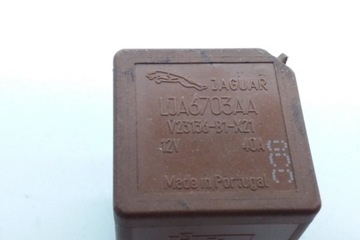 JAGUAR
LJA6703AA
V23136-B1-X21
12V 40A
Made in Portugal